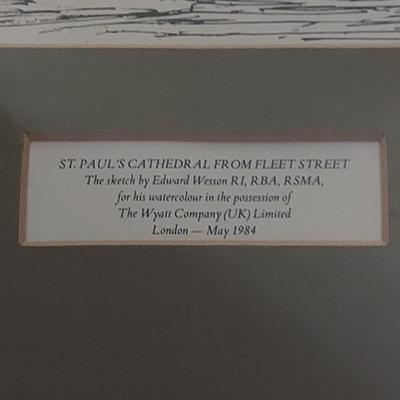 ST. PAUL'S CATHEDRAL FROM FLEET STREET
The sketch by Edward Wesson RI, RBA, RSMA,
for his watercolour in the possession of
The Wyatt Company (UK) Limited
London — May 1984